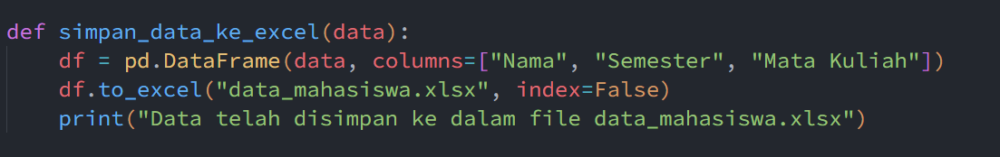 def simpan_data_ke_excel(data):
    df = pd.DataFrame(data, columns=["Nama", "Semester", "Mata Kuliah"])
    df.to_excel("data_mahasiswa.xlsx", index=False)
    print("Data telah disimpan ke dalam file data_mahasiswa.xlsx")